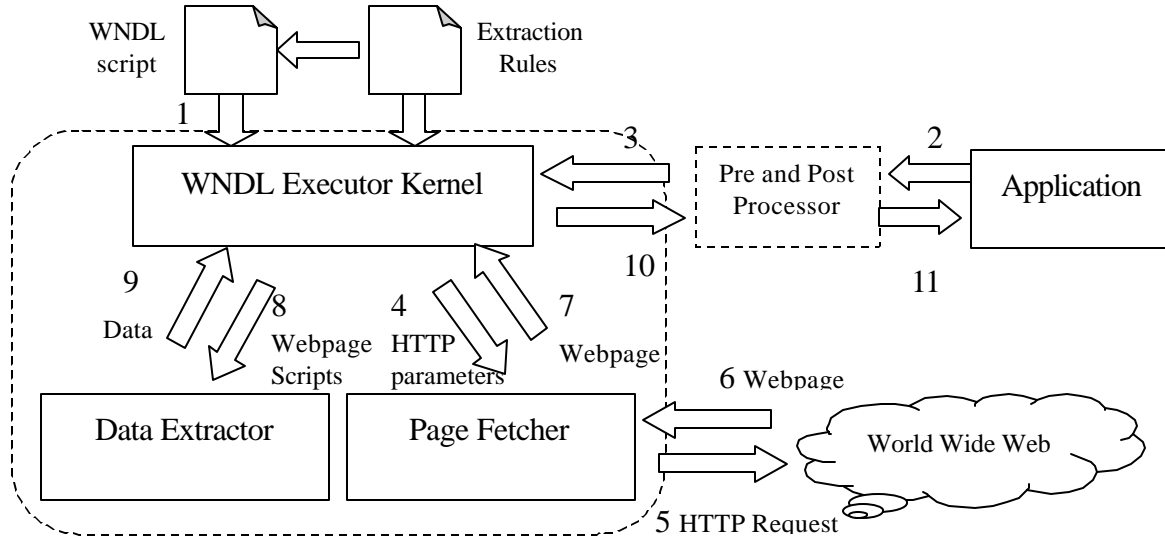 WNDL
script
Extraction
Rules
1
3
2
WNDL Executor Kernel
Pre and Post
Processor
Application
10
11
9
Data
8
Webpage
Scripts
4
HTTP
parameters
7
Webpage
6 Webpage
Data Extractor
Page Fetcher
World Wide Web
5 HTTP Request